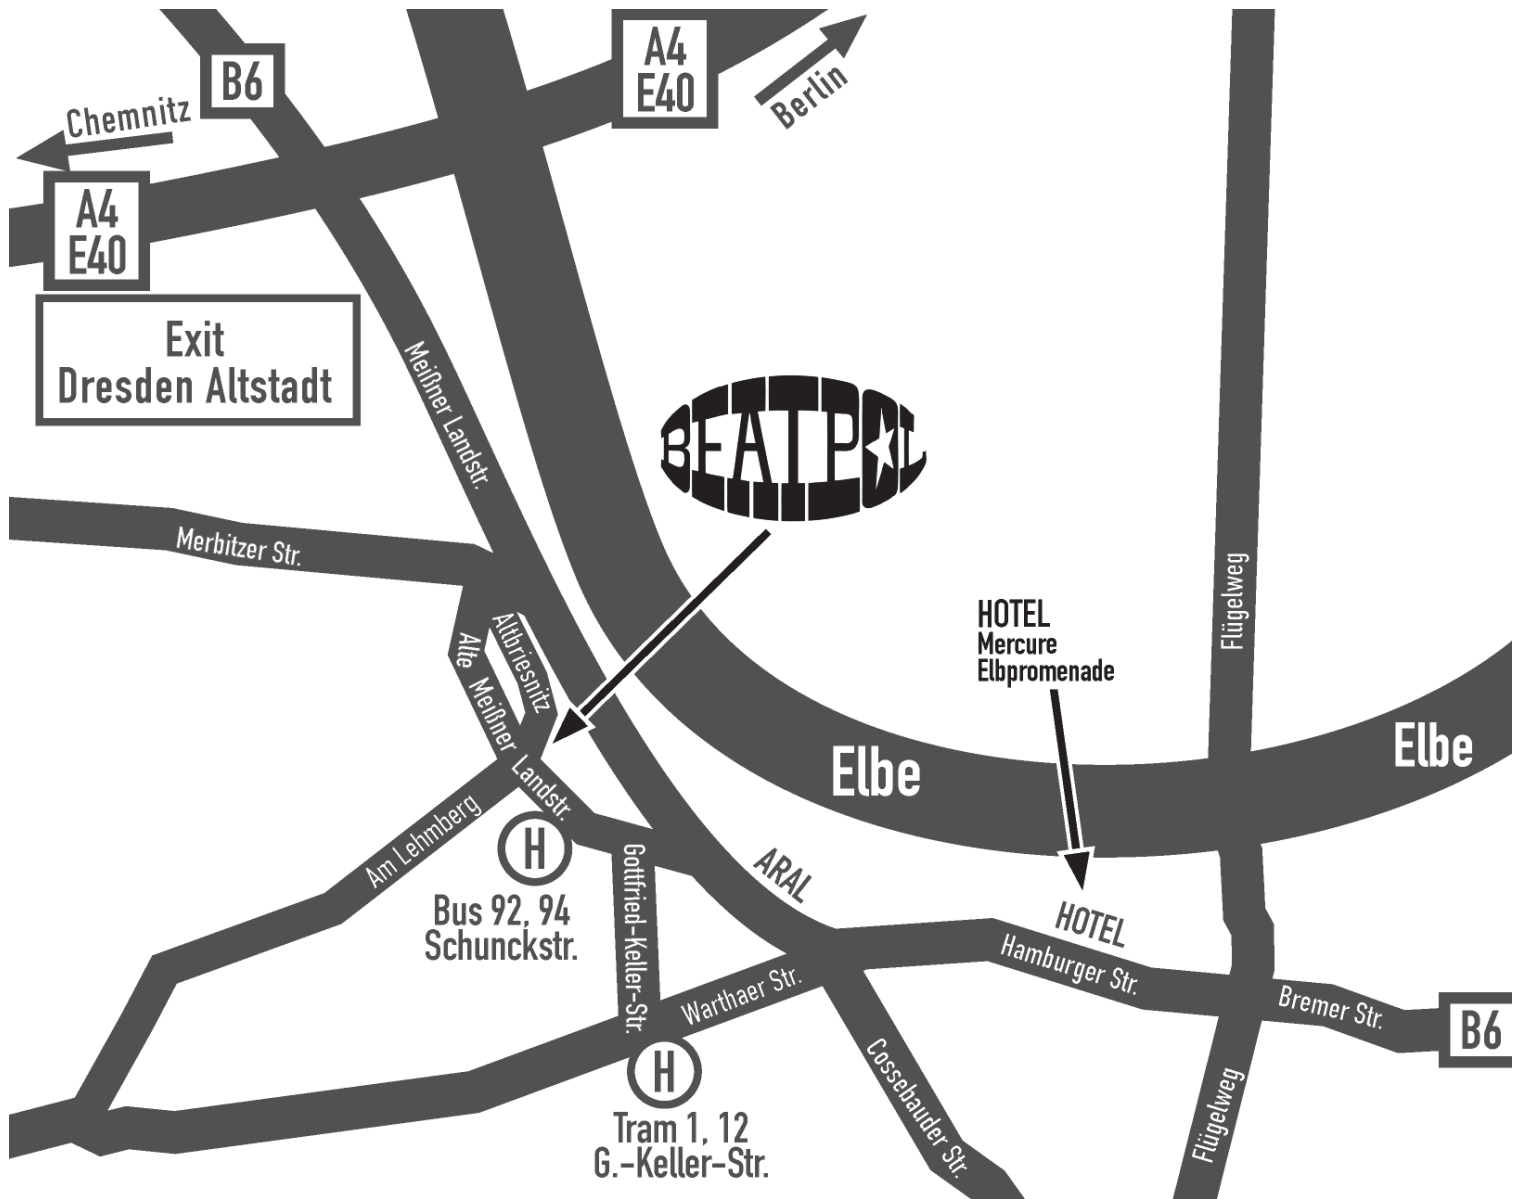 A4
E40
B6
Berlin
Chemnitz
A4
E40
Exit
Dresden Altstadt
Meißner Landstr.
BEATPOL
Merbitzer Str.
Flügelweg
HOTEL
Mercure
Elbpromenade
Altbriesnitz
Alte Meißner Landstr.
Elbe
Elbe
Am Lehmberg
H
Bus 92, 94
Schunckstr.
Gottfried-Keller-Str.
ARAL
HOTEL
Hamburger Str.
Warthaer Str.
Bremer Str.
B6
H
Tram 1, 12
G.-Keller-Str.
Cossebauder Str.
Flügelweg